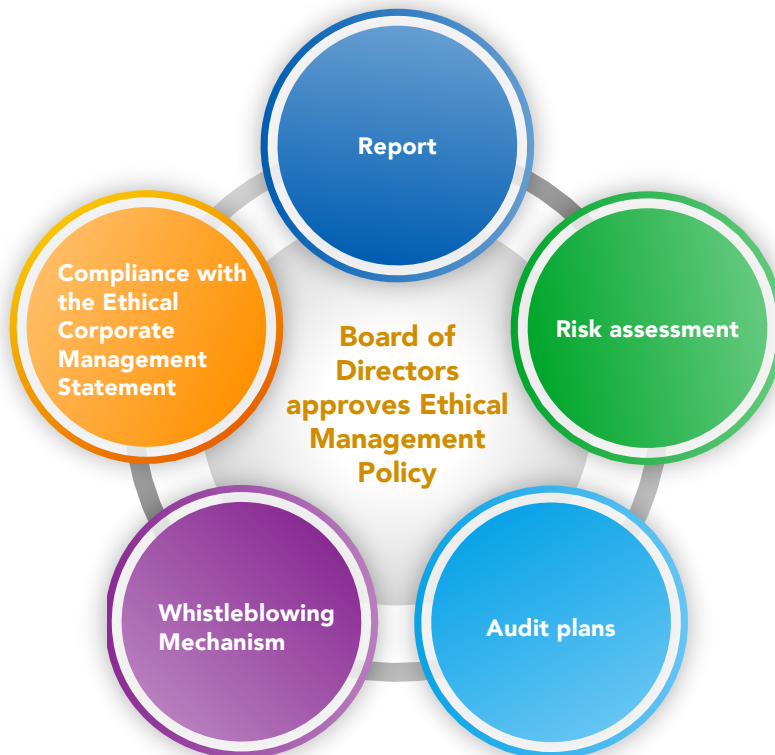 Report
Compliance with
the Ethical
Corporate
Management
Statement
Risk assessment
Board of
Directors
approves Ethical
Management
Policy
Whistleblowing
Mechanism
Audit plans